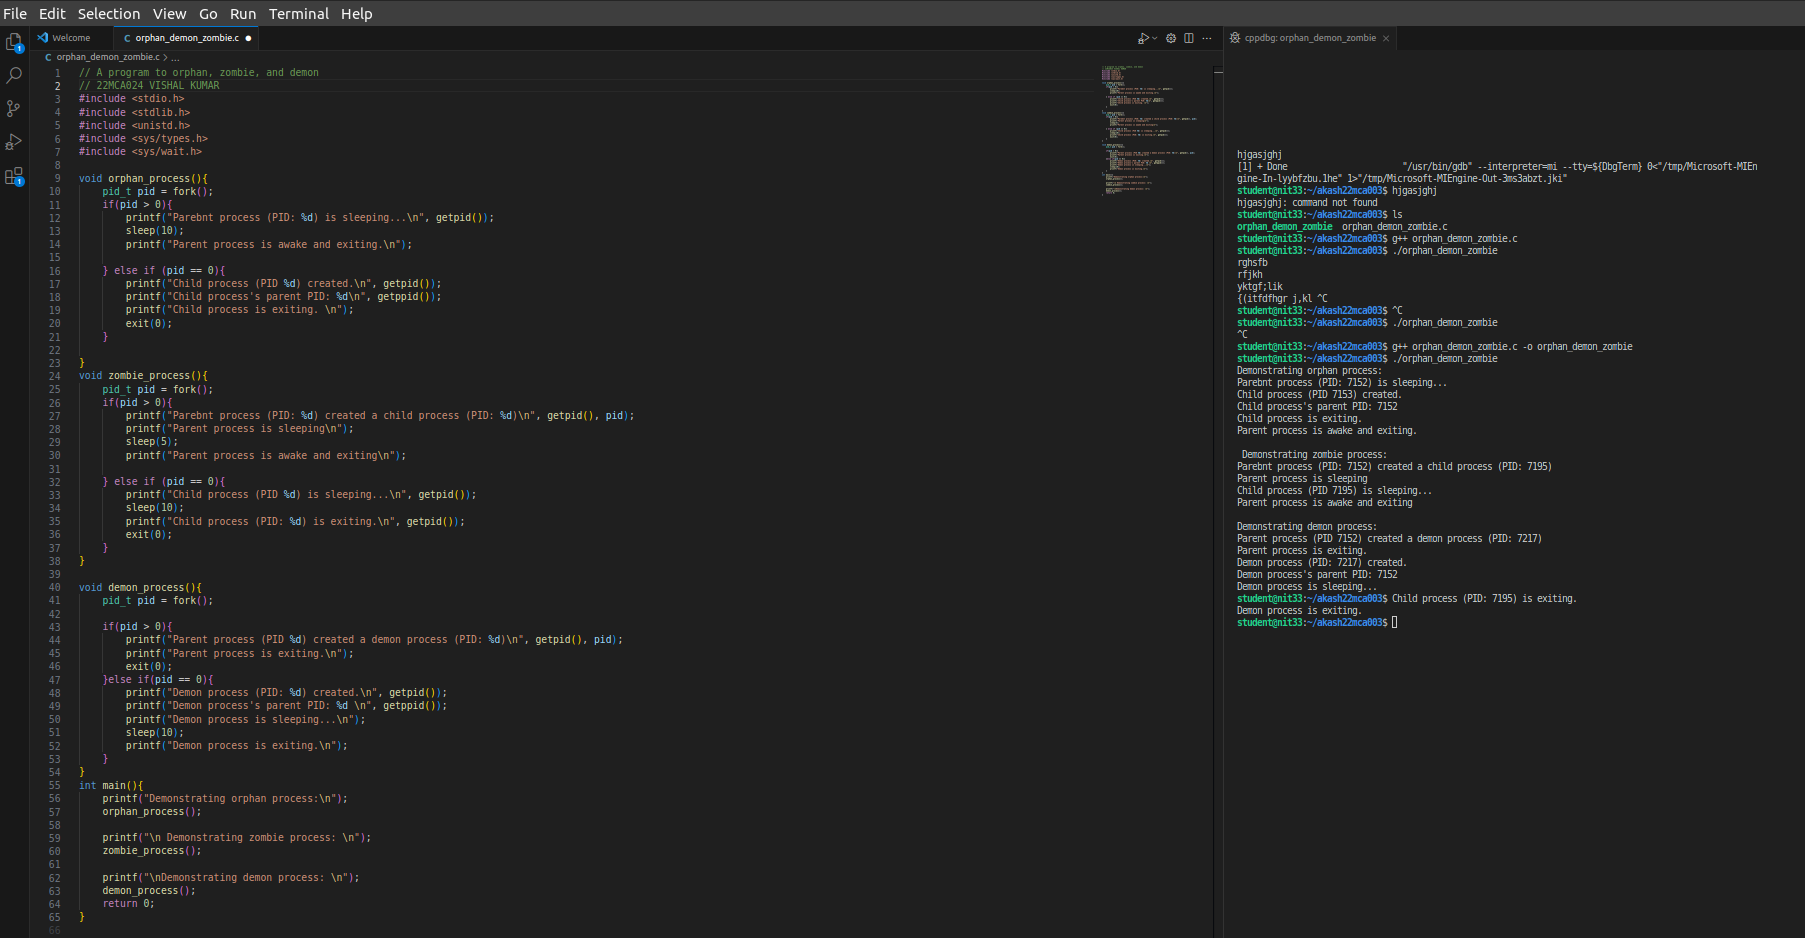 File Edit Selection View Go Run Terminal Help
Welcome
C orphan_demon_zombie.c
cppdbg: orphan_demon_zombie
C orphan_demon_zombie.c > ...
1 // A program to orphan, zombie, and demon
2 // 22MCA024 VISHAL KUMAR
3 #include <stdio.h>
4 #include <stdlib.h>
5 #include <unistd.h>
6 #include <sys/types.h>
7 #include <sys/wait.h>
8
9 void orphan_process(){
10 pid_t pid = fork();
11 if(pid > 0){
12 printf("Parebnt process (PID: %d) is sleeping...\n", getpid());
13 sleep(10);
14 printf("Parent process is awake and exiting.\n");
15
16 } else if (pid == 0){
17 printf("Child process (PID %d) created.\n", getpid());
18 printf("Child process's parent PID: %d\n", getppid());
19 printf("Child process is exiting. \n");
20 exit(0);
21 }
22
23 }
24 void zombie_process(){
25 pid_t pid = fork();
26 if(pid > 0){
27 printf("Parebnt process (PID: %d) created a child process (PID: %d)\n", getpid(), pid);
28 printf("Parent process is sleeping\n");
29 sleep(5);
30 printf("Parent process is awake and exiting\n");
31
32 } else if (pid == 0){
33 printf("Child process (PID %d) is sleeping...\n", getpid());
34 sleep(10);
35 printf("Child process (PID: %d) is exiting.\n", getpid());
36 exit(0);
37 }
38 }
39
40 void demon_process(){
41 pid_t pid = fork();
42
43 if(pid > 0){
44 printf("Parent process (PID %d) created a demon process (PID: %d)\n", getpid(), pid);
45 printf("Parent process is exiting.\n");
46 exit(0);
47 }else if(pid == 0){
48 printf("Demon process (PID: %d) created.\n", getpid());
49 printf("Demon process's parent PID: %d \n", getppid());
50 printf("Demon process is sleeping...\n");
51 sleep(10);
52 printf("Demon process is exiting.\n");
53 }
54 }
55 int main(){
56 printf("Demonstrating orphan process:\n");
57 orphan_process();
58
59 printf("\n Demonstrating zombie process: \n");
60 zombie_process();
61
62 printf("\nDemonstrating demon process: \n");
63 demon_process();
64 return 0;
65 }
66
hjgasjghj
[1] + Done "/usr/bin/gdb" --interpreter=mi --tty=${DbgTerm} 0<"/tmp/Microsoft-MIEn
gine-In-lyybfzbu.1he" 1>"/tmp/Microsoft-MIEngine-Out-3ms3abzt.jki"
student@nit33:~/akash22mca003$ hjgasjghj
hjgasjghj: command not found
student@nit33:~/akash22mca003$ ls
orphan_demon_zombie orphan_demon_zombie.c
student@nit33:~/akash22mca003$ g++ orphan_demon_zombie.c
student@nit33:~/akash22mca003$ ./orphan_demon_zombie
rghsfb
rfjkh
yktgf;lik
{(itfdfhgr j,kl ^C
student@nit33:~/akash22mca003$ ^C
student@nit33:~/akash22mca003$ ./orphan_demon_zombie
^C
student@nit33:~/akash22mca003$ g++ orphan_demon_zombie.c -o orphan_demon_zombie
student@nit33:~/akash22mca003$ ./orphan_demon_zombie
Demonstrating orphan process:
Parebnt process (PID: 7152) is sleeping...
Child process (PID 7153) created.
Child process's parent PID: 7152
Child process is exiting.
Parent process is awake and exiting.
Demonstrating zombie process:
Parebnt process (PID: 7152) created a child process (PID: 7195)
Parent process is sleeping
Child process (PID 7195) is sleeping...
Parent process is awake and exiting
Demonstrating demon process:
Parent process (PID 7152) created a demon process (PID: 7217)
Parent process is exiting.
Demon process (PID: 7217) created.
Demon process's parent PID: 7152
Demon process is sleeping...
student@nit33:~/akash22mca003$ Child process (PID: 7195) is exiting.
Demon process is exiting.
student@nit33:~/akash22mca003$